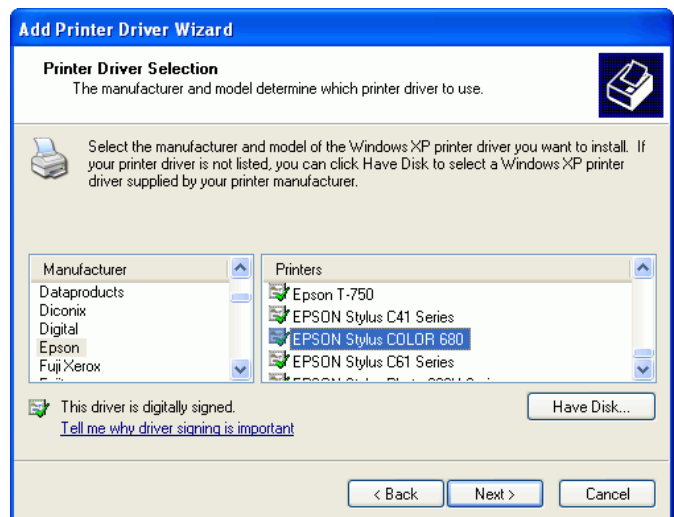 Add Printer Driver Wizard
Printer Driver Selection
The manufacturer and model determine which printer driver to use.
Select the manufacturer and model of the Windows XP printer driver you want to install. If
your printer driver is not listed, you can click Have Disk to select a Windows XP printer
driver supplied by your printer manufacturer.
Manufacturer
Dataproducts
Diconix
Digital
Epson
Fuji Xerox
Printers
Epson T-750
EPSON Stylus C41 Series
EPSON Stylus COLOR 680
EPSON Stylus C61 Series
This driver is digitally signed.
Tell me why driver signing is important
Have Disk...
< Back
Next >
Cancel